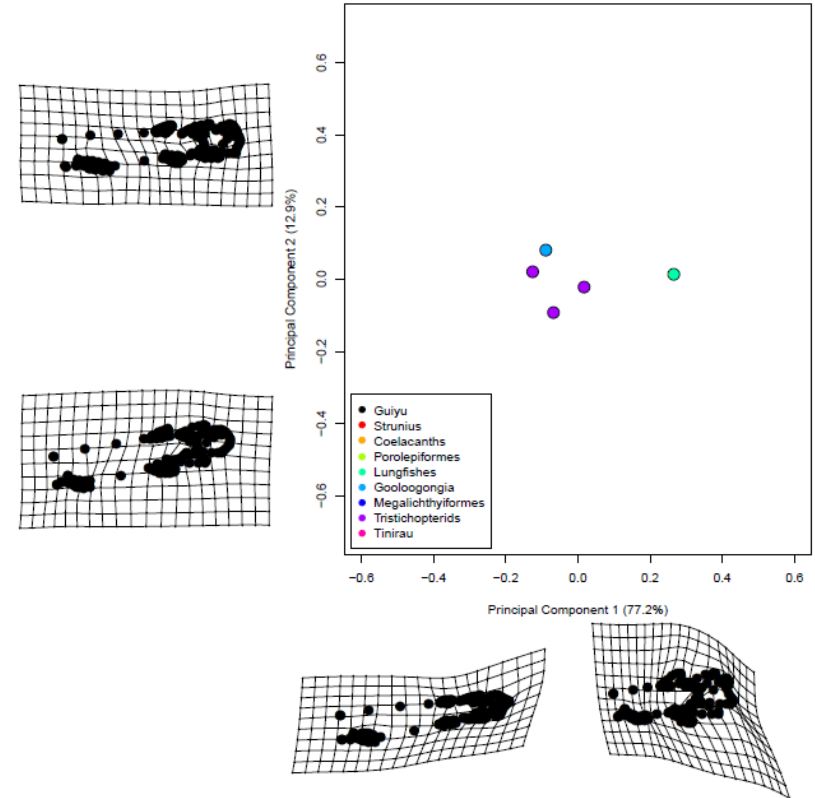 0.6
0.4
0.2
0.0
−0.2
−0.4
−0.6
Principal Component 2 (12.9%)
Guiyu
Strunius
Coelacanths
Porolepiformes
Lungfishes
Gooloogongia
Megalichthyiformes
Tristichopterids
Tinirau
−0.6 −0.4 −0.2 0.0 0.2 0.4 0.6
Principal Component 1 (77.2%)